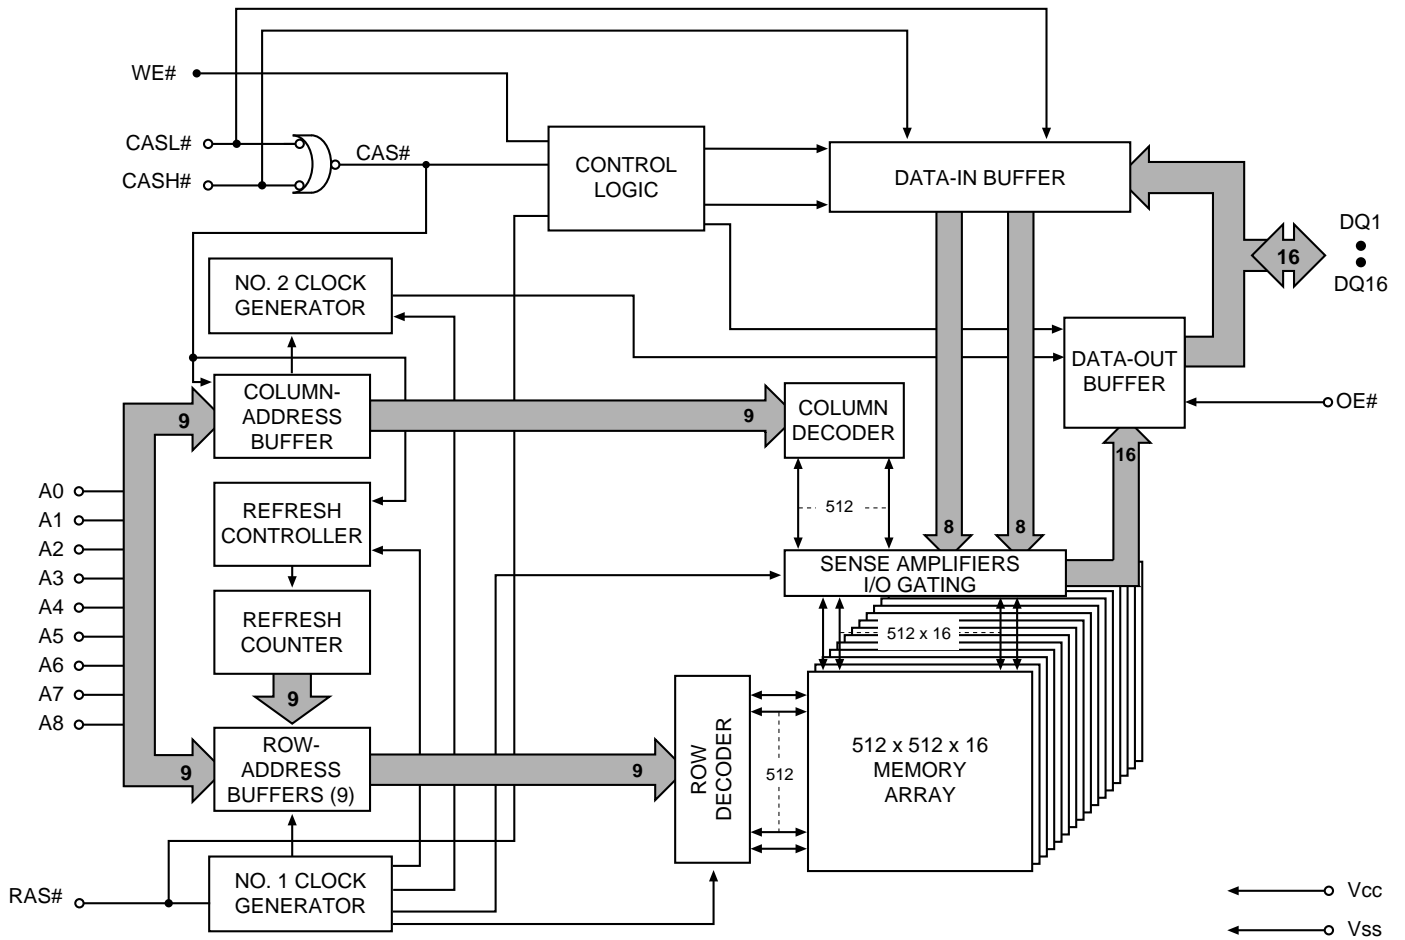 WE#
CASL#
CASH#
CAS#
CONTROL
LOGIC
DATA-IN BUFFER
DQ1
DQ16
16
NO. 2 CLOCK
GENERATOR
DATA-OUT
BUFFER
OE#
COLUMN-
ADDRESS
BUFFER
9
9
COLUMN
DECODER
16
A0
A1
A2
A3
A4
A5
A6
A7
A8
REFRESH
CONTROLLER
512
8
8
SENSE AMPLIFIERS
I/O GATING
REFRESH
COUNTER
512 x 16
9
ROW-
ADDRESS
BUFFERS (9)
9
9
ROW
DECODER
512
512 x 512 x 16
MEMORY
ARRAY
RAS#
NO. 1 CLOCK
GENERATOR
Vcc
Vss